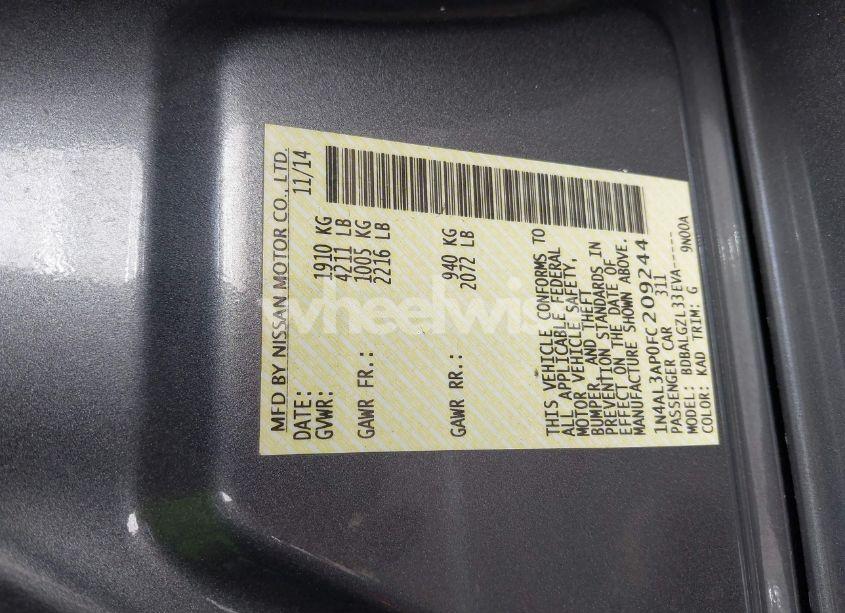 MFD BY NISSAN MOTOR CO., LTD.
DATE: 11/14
GVWR: 1910 KG
4211 LB
GAWR FR.: 1005 KG
2216 LB
GAWR RR.: 940 KG
2072 LB
THIS VEHICLE CONFORMS TO
ALL APPLICABLE FEDERAL
MOTOR VEHICLE SAFETY,
BUMPER, AND THEFT
PREVENTION STANDARDS IN
EFFECT ON THE DATE OF
MANUFACTURE SHOWN ABOVE.
1N4AL3AP0FC209244
PASSENGER CAR 311
MODEL: BDBALGZL33EVA-----
COLOR: KAD TRIM: G 9N00A
wheelwis